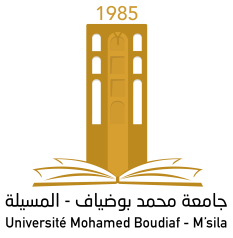 1985
جامعة محمد بوضياف - المسيلة
Université Mohamed Boudiaf - M'sila